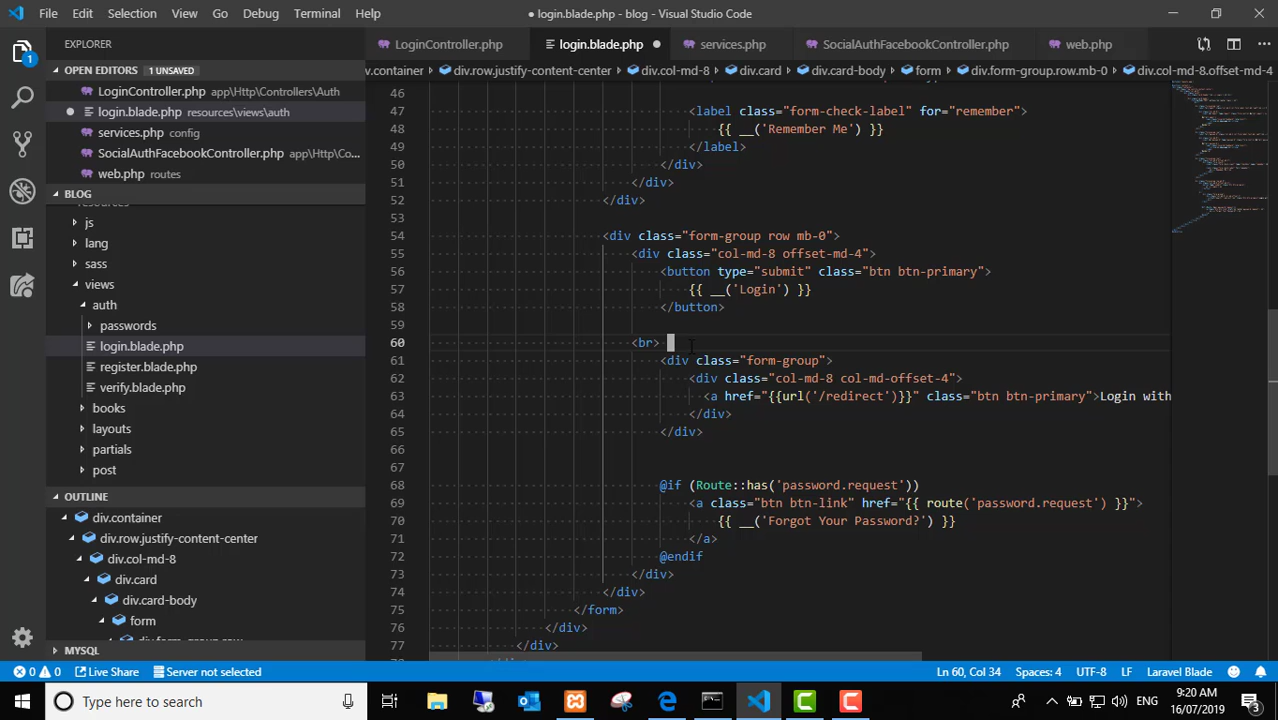 File Edit Selection View Go Debug Terminal Help
● login.blade.php - blog - Visual Studio Code
EXPLORER
LoginController.php login.blade.php ● services.php SocialAuthFacebookController.php web.php
OPEN EDITORS 1 UNSAVED
v.container div.row.justify-content-center div.col-md-8 div.card div.card-body form div.form-group.row.mb-0 div.col-md-8.offset-md-4
LoginController.php app\Http\Controllers\Auth
● login.blade.php resources\views\auth
services.php config
SocialAuthFacebookController.php app\Http\Co...
web.php routes
BLOG
resources
js
lang
sass
views
auth
passwords
login.blade.php
register.blade.php
verify.blade.php
books
layouts
partials
post
OUTLINE
div.container
div.row.justify-content-center
div.col-md-8
div.card
div.card-body
form
div.form-group.row
MYSQL
46
47 <label class="form-check-label" for="remember">
48 {{ __('Remember Me') }}
49 </label>
50 </div>
51 </div>
52 </div>
53
54 <div class="form-group row mb-0">
55 <div class="col-md-8 offset-md-4">
56 <button type="submit" class="btn btn-primary">
57 {{ __('Login') }}
58 </button>
59
60 <br>
61 <div class="form-group">
62 <div class="col-md-8 col-md-offset-4">
63 <a href="{{url('/redirect')}}" class="btn btn-primary">Login with
64 </div>
65 </div>
66
67
68 @if (Route::has('password.request'))
69 <a class="btn btn-link" href="{{ route('password.request') }}">
70 {{ __('Forgot Your Password?') }}
71 </a>
72 @endif
73 </div>
74 </div>
75 </form>
76 </div>
77 </div>
0 0 Live Share Server not selected Ln 60, Col 34 Spaces: 4 UTF-8 LF Laravel Blade
Type here to search
ENG
9:20 AM
16/07/2019
3